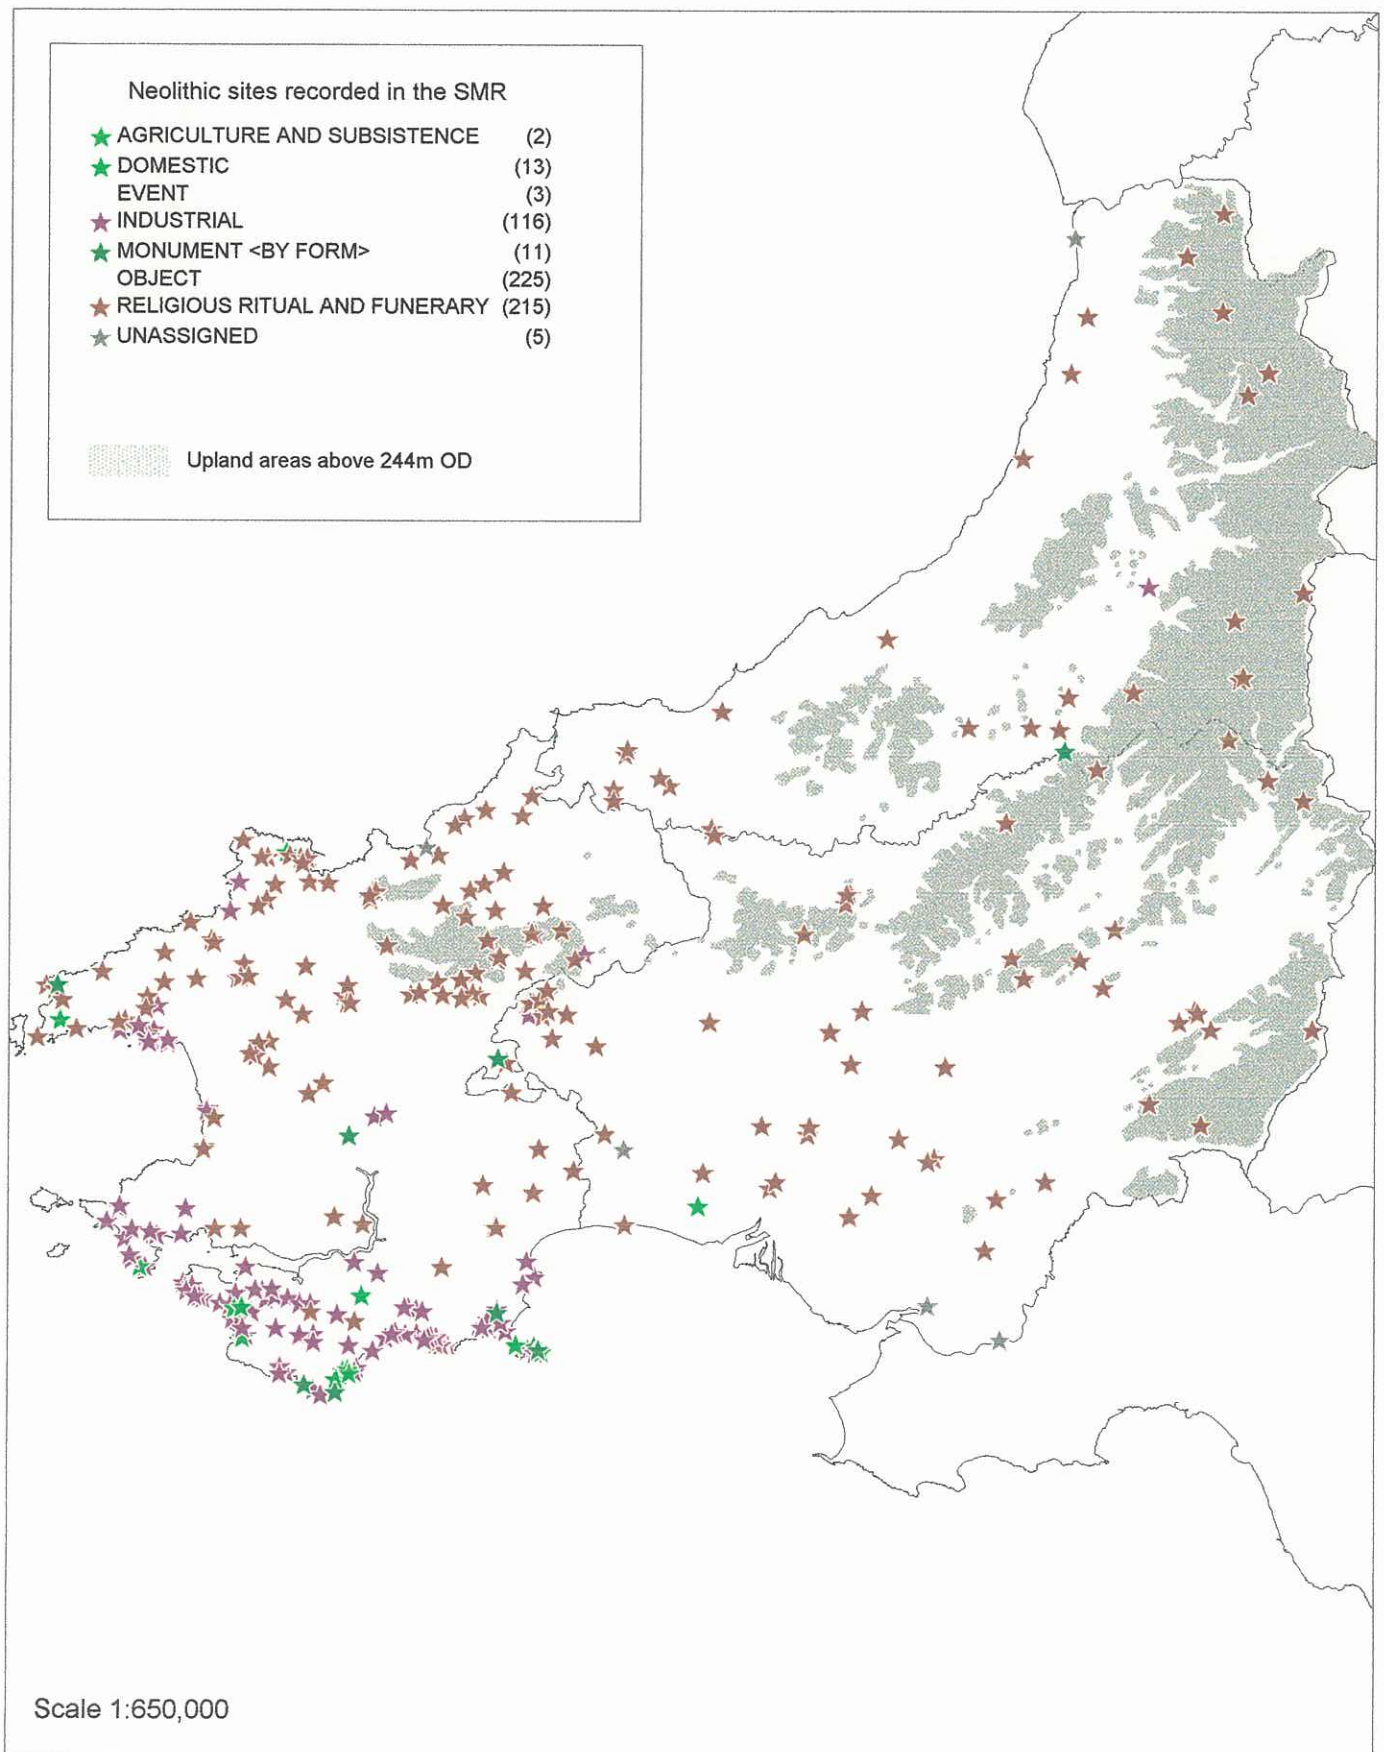 Neolithic sites recorded in the SMR
AGRICULTURE AND SUBSISTENCE (2)
DOMESTIC (13)
EVENT (3)
INDUSTRIAL (116)
MONUMENT <BY FORM> (11)
OBJECT (225)
RELIGIOUS RITUAL AND FUNERARY (215)
UNASSIGNED (5)
Upland areas above 244m OD
Scale 1:650,000